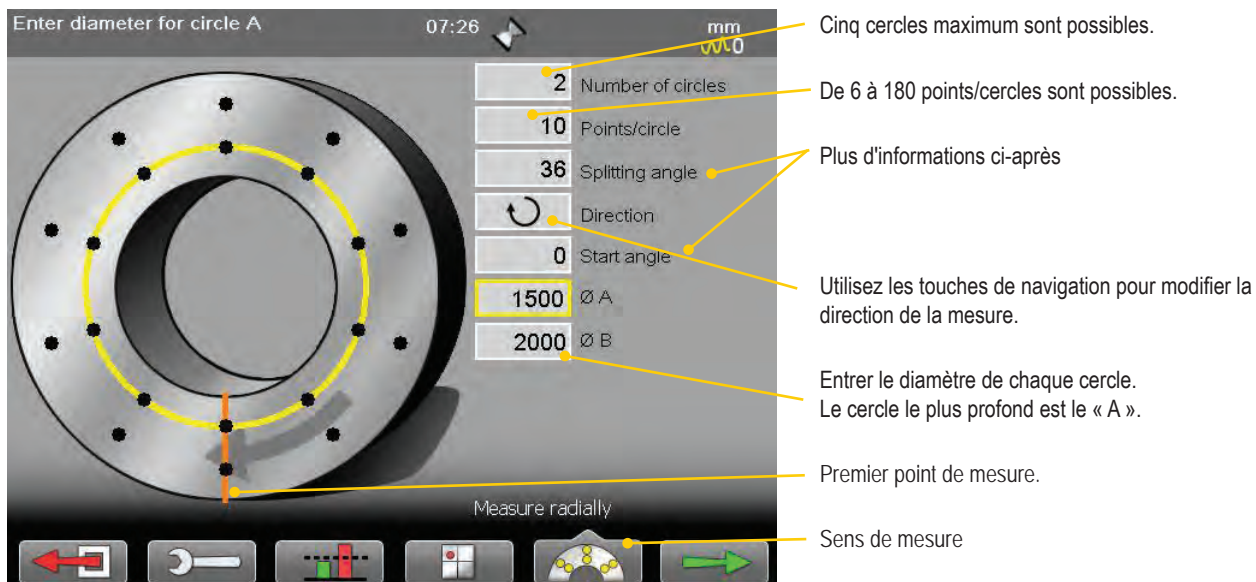 Enter diameter for circle A
07:26
mm
0
2 Number of circles
10 Points/circle
36 Splitting angle
Direction
0 Start angle
1500 Ø A
2000 Ø B
Measure radially
Cinq cercles maximum sont possibles.
De 6 à 180 points/cercles sont possibles.
Plus d'informations ci-après
Utilisez les touches de navigation pour modifier la
direction de la mesure.
Entrer le diamètre de chaque cercle.
Le cercle le plus profond est le « A ».
Premier point de mesure.
Sens de mesure